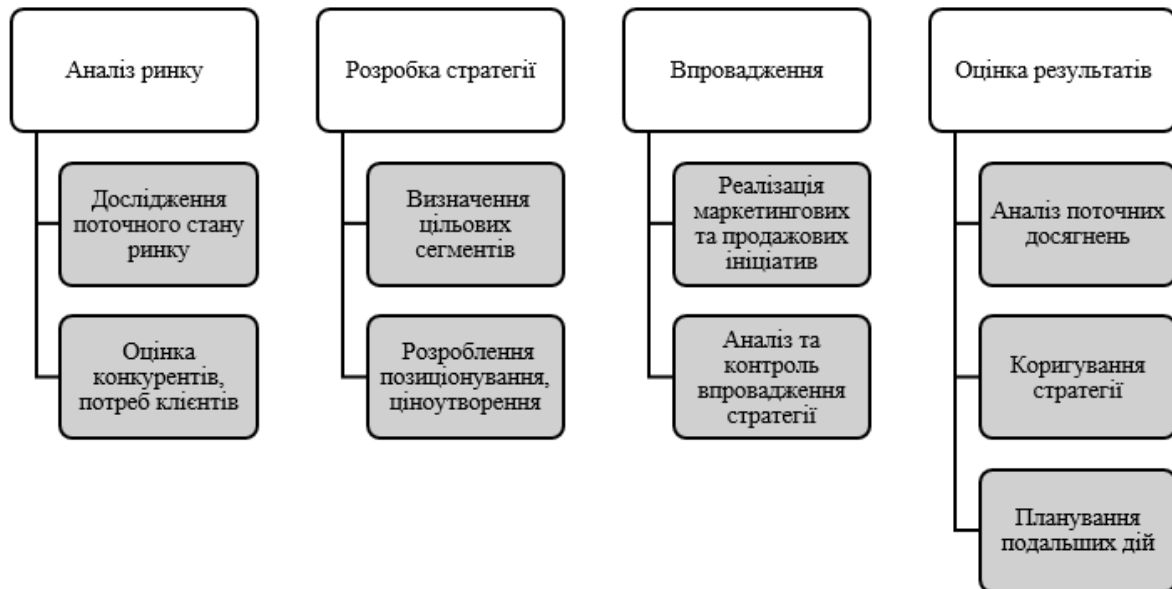 Аналіз ринку
Дослідження
поточного стану
ринку
Оцінка
конкурентів,
потреб клієнтів
Розробка стратегії
Визначення
цільових
сегментів
Розроблення
позиціонування,
ціноутворення
Впровадження
Реалізація
маркетингових
та продажових
ініціатив
Аналіз та
контроль
впровадження
стратегії
Оцінка результатів
Аналіз поточних
досягнень
Коригування
стратегії
Планування
подальших дій